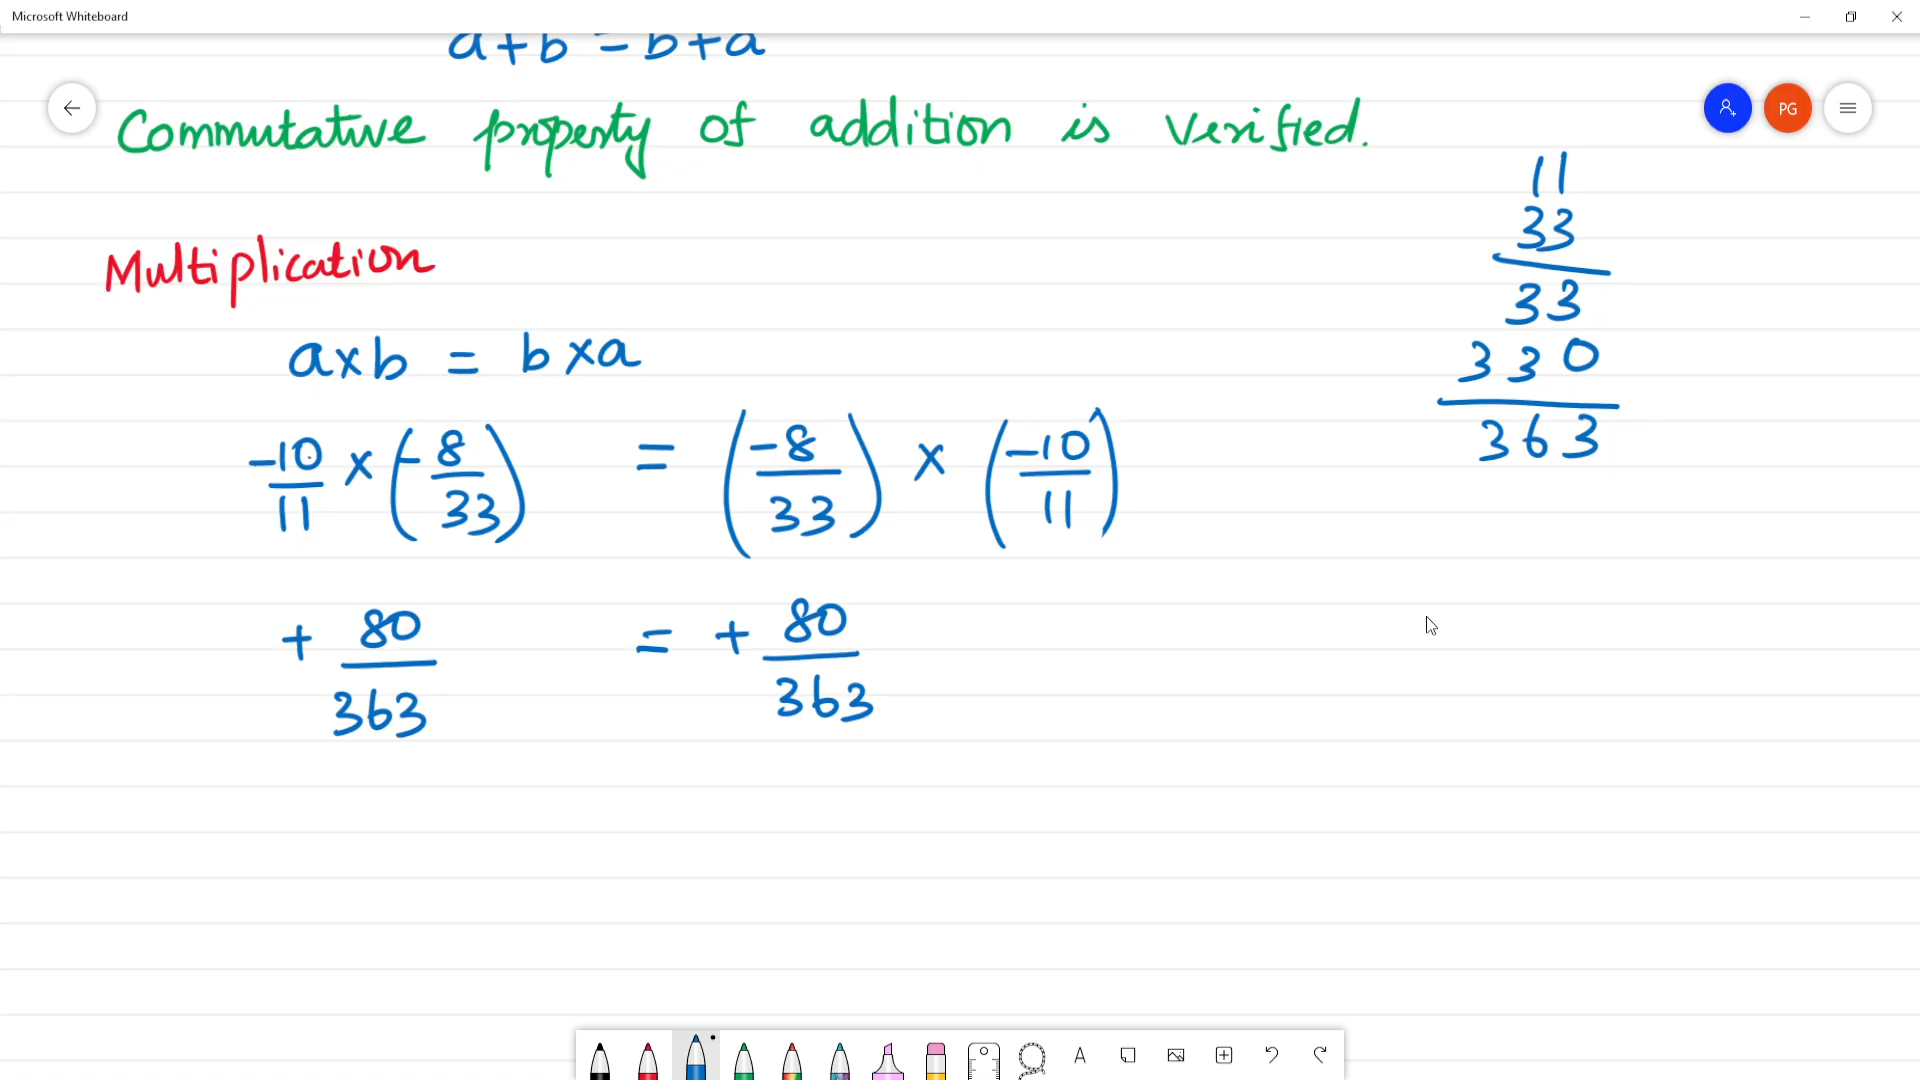 Microsoft Whiteboard
a+b = b+a
Commutative property of addition is verified.
PG
Multiplication
a×b = b×a
-10/11 × (-8/33) = (-8/33) × (-10/11)
+ 80/363 = + 80/363
11
33
33
330
363
A